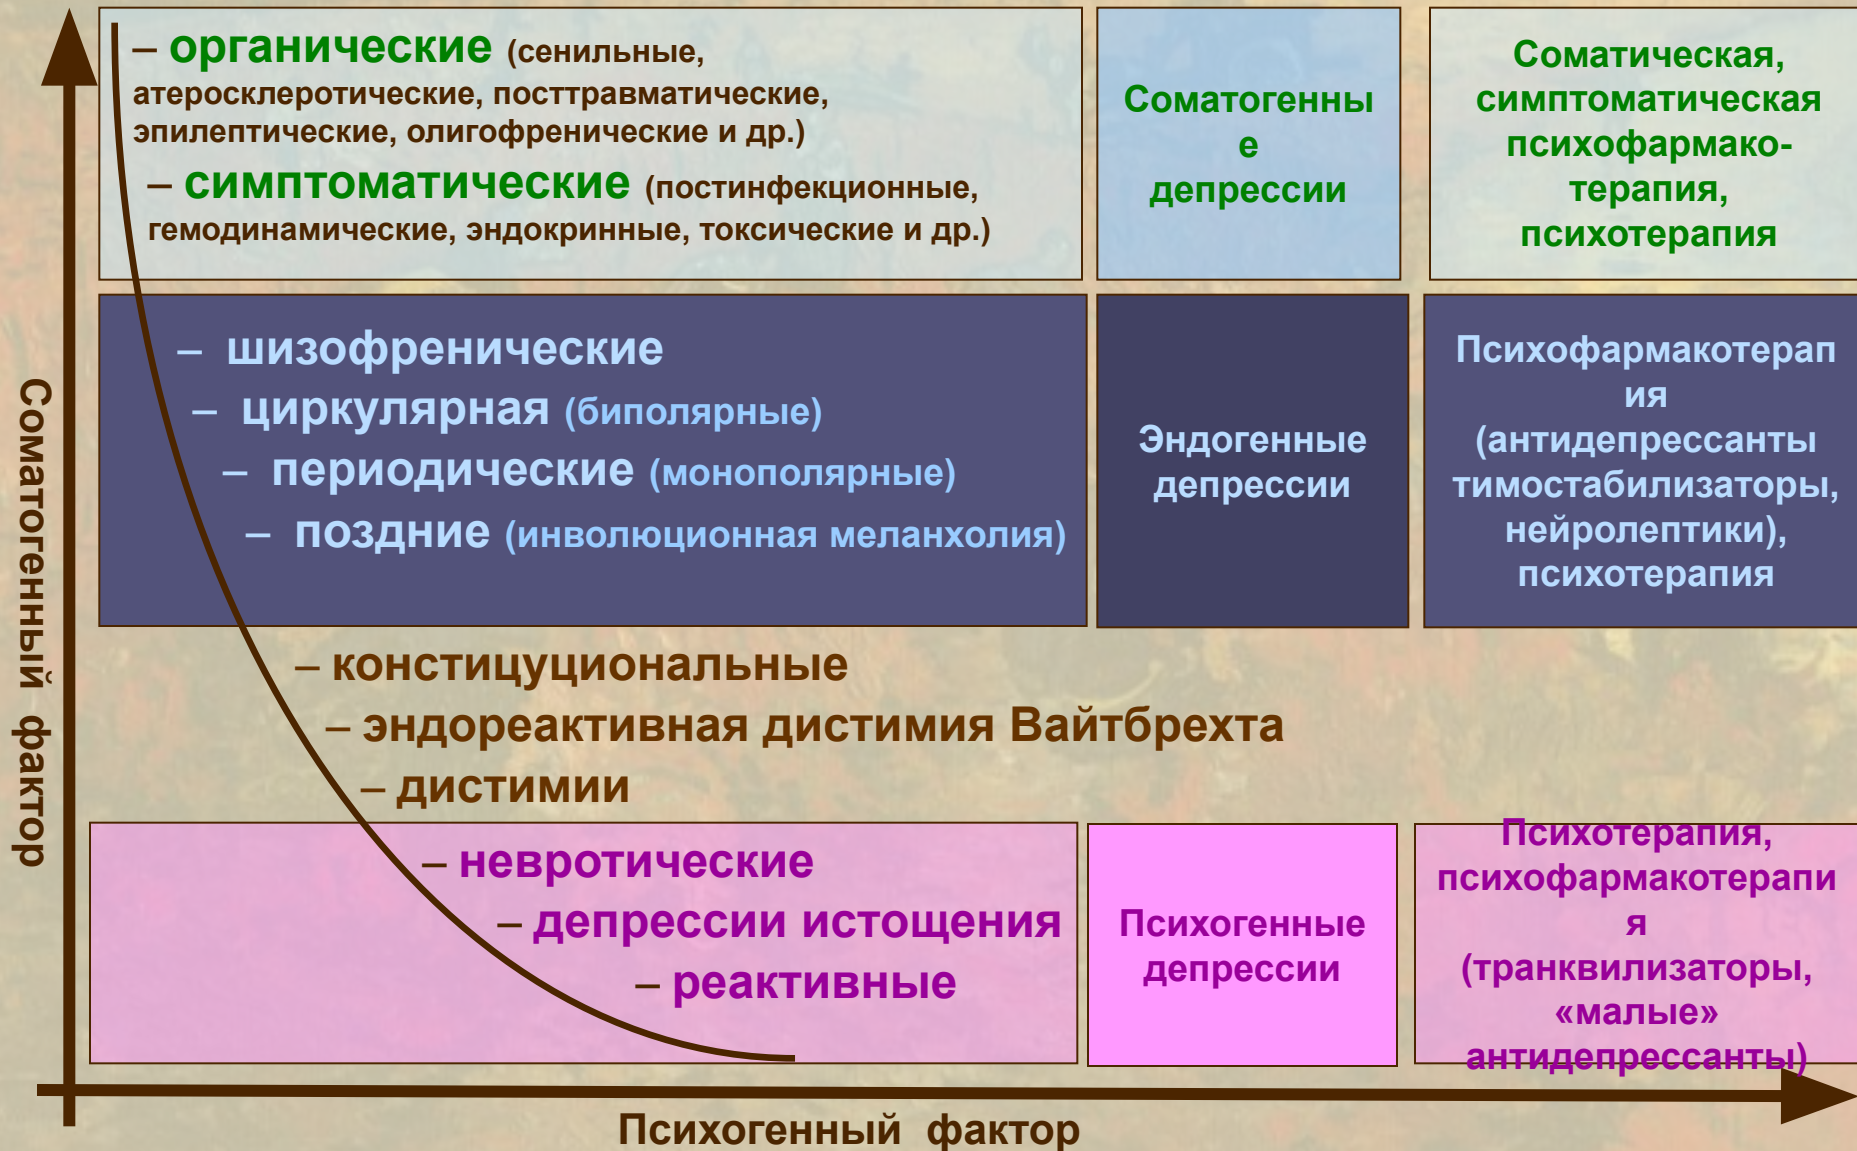 – органические (сенильные,
атеросклеротические, посттравматические,
эпилептические, олигофренические и др.)
– симптоматические (постинфекционные,
гемодинамические, эндокринные, токсические и др.)
Соматогенны
е
депрессии
Соматическая,
симптоматическая
психофармако-
терапия,
психотерапия
– шизофренические
– циркулярная (биполярные)
– периодические (монополярные)
– поздние (инволюционная меланхолия)
Эндогенные
депрессии
Психофармакотерап
ия
(антидепрессанты
тимостабилизаторы,
нейролептики),
психотерапия
– констицуциональные
– эндореактивная дистимия Вайтбрехта
– дистимии
– невротические
– депрессии истощения
– реактивные
Психогенные
депрессии
Психотерапия,
психофармакотерапи
я
(транквилизаторы,
«малые»
антидепрессанты)
Соматогенный фактор
Психогенный фактор